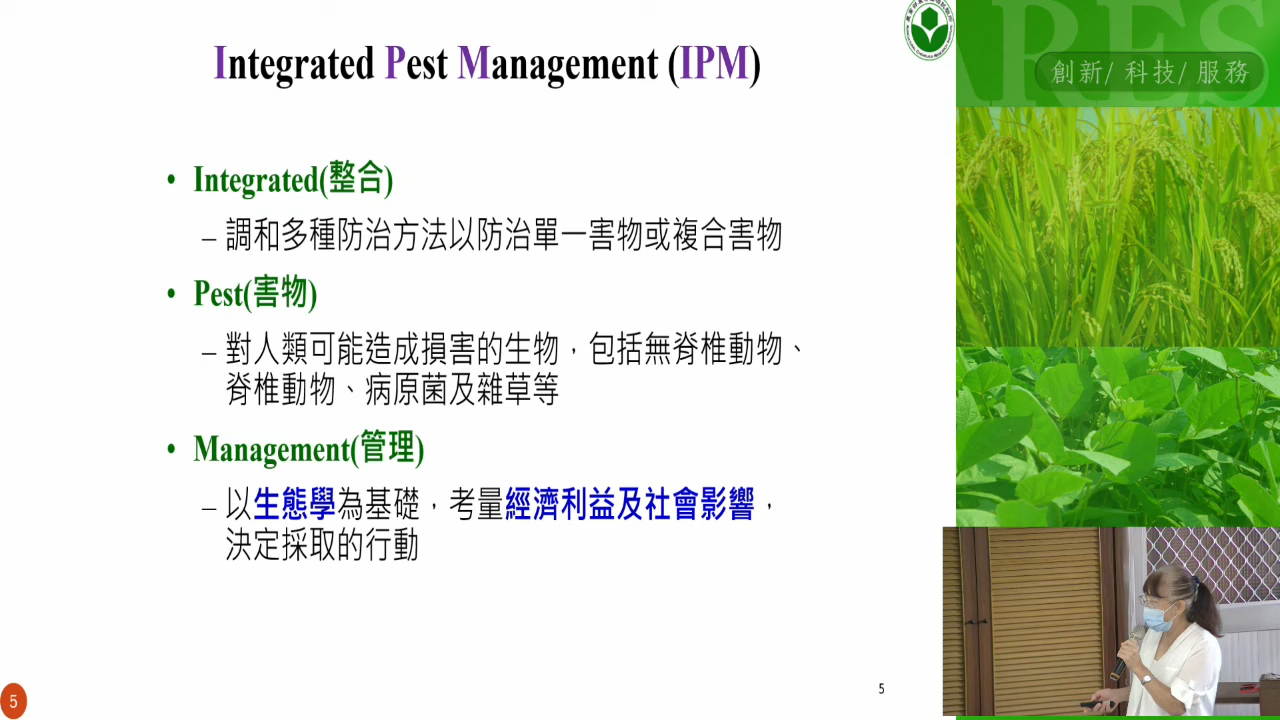 Integrated Pest Management (IPM)
創新/ 科技/ 服務
• Integrated(整合)
– 調和多種防治方法以防治單一害物或複合害物
• Pest(害物)
– 對人類可能造成損害的生物，包括無脊椎動物、
脊椎動物、病原菌及雜草等
• Management(管理)
– 以生態學為基礎，考量經濟利益及社會影響，
決定採取的行動
5
5